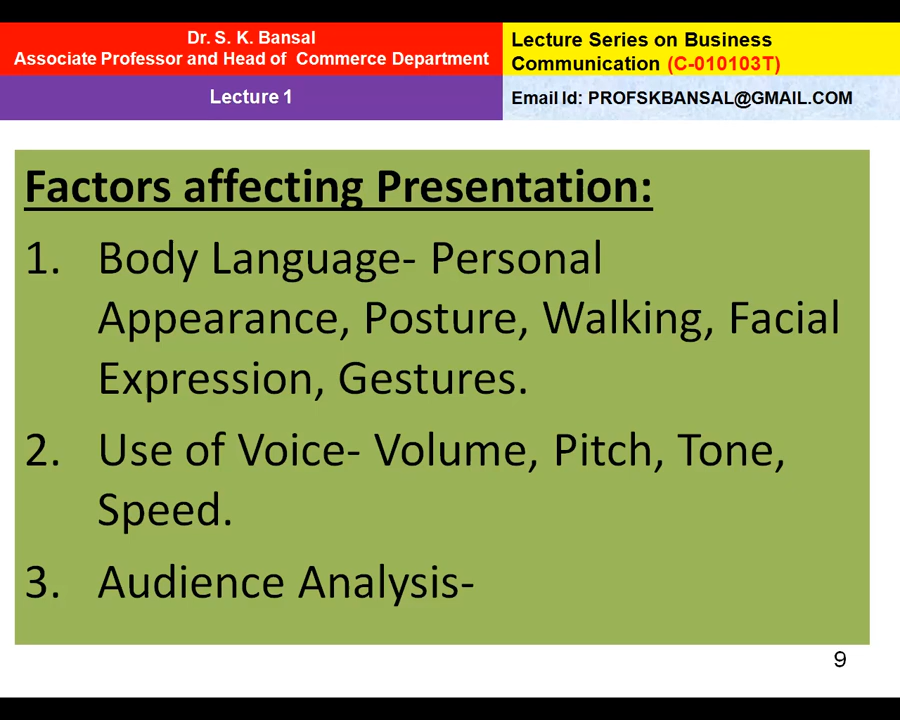 Dr. S. K. Bansal
Associate Professor and Head of Commerce Department
Lecture Series on Business
Communication (C-010103T)
Lecture 1
Email Id: PROFSKBANSAL@GMAIL.COM
Factors affecting Presentation:
1. Body Language- Personal
Appearance, Posture, Walking, Facial
Expression, Gestures.
2. Use of Voice- Volume, Pitch, Tone,
Speed.
3. Audience Analysis-
9